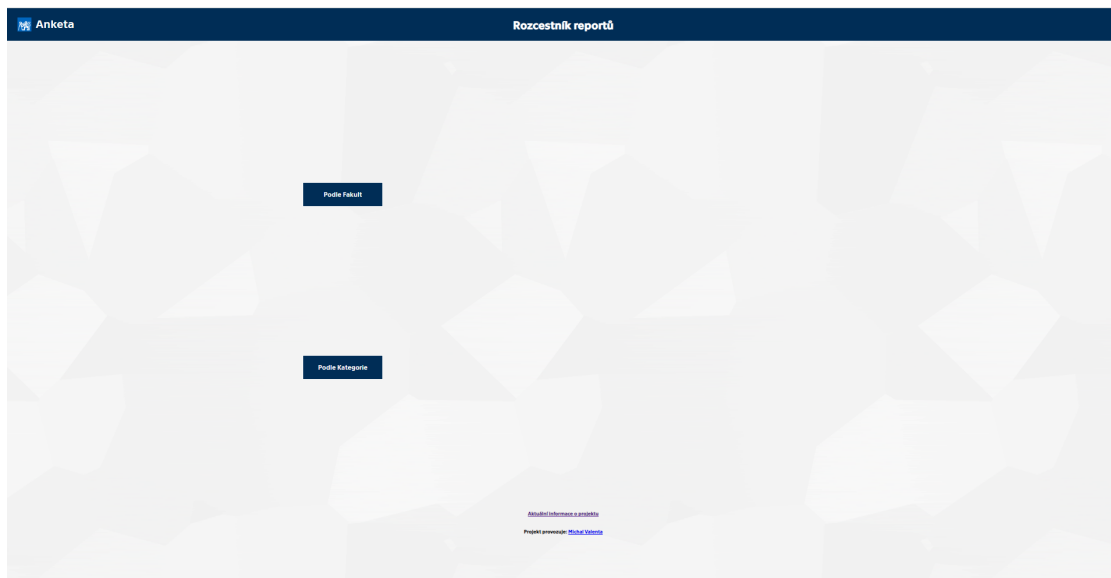 Anketa
Rozcestník reportů
Podle Fakult
Podle Kategorie
Aktuální informace o projektu
Projekt provozuje: Michal Valenta